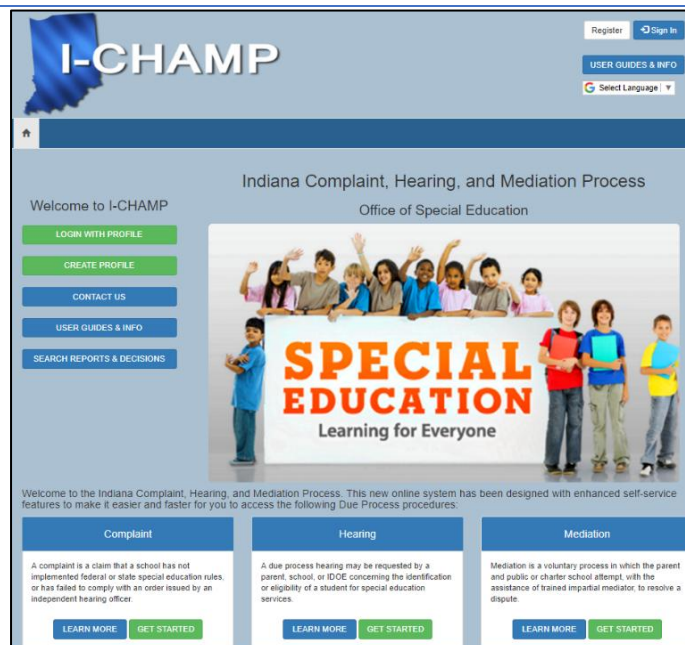 I-CHAMP
Register
Sign In
USER GUIDES & INFO
Select Language ▼
Indiana Complaint, Hearing, and Mediation Process
Welcome to I-CHAMP
Office of Special Education
LOGIN WITH PROFILE
CREATE PROFILE
CONTACT US
USER GUIDES & INFO
SEARCH REPORTS & DECISIONS
SPECIAL
EDUCATION
Learning for Everyone
Welcome to the Indiana Complaint, Hearing, and Mediation Process. This new online system has been designed with enhanced self-service
features to make it easier and faster for you to access the following Due Process procedures:
Complaint
A complaint is a claim that a school has not
implemented federal or state special education rules,
or has failed to comply with an order issued by an
independent hearing officer.
LEARN MORE GET STARTED
Hearing
A due process hearing may be requested by a
parent, school, or IDOE concerning the identification
or eligibility of a student for special education
services.
LEARN MORE GET STARTED
Mediation
Mediation is a voluntary process in which the parent
and public or charter school attempt, with the
assistance of trained impartial mediator, to resolve a
dispute.
LEARN MORE GET STARTED